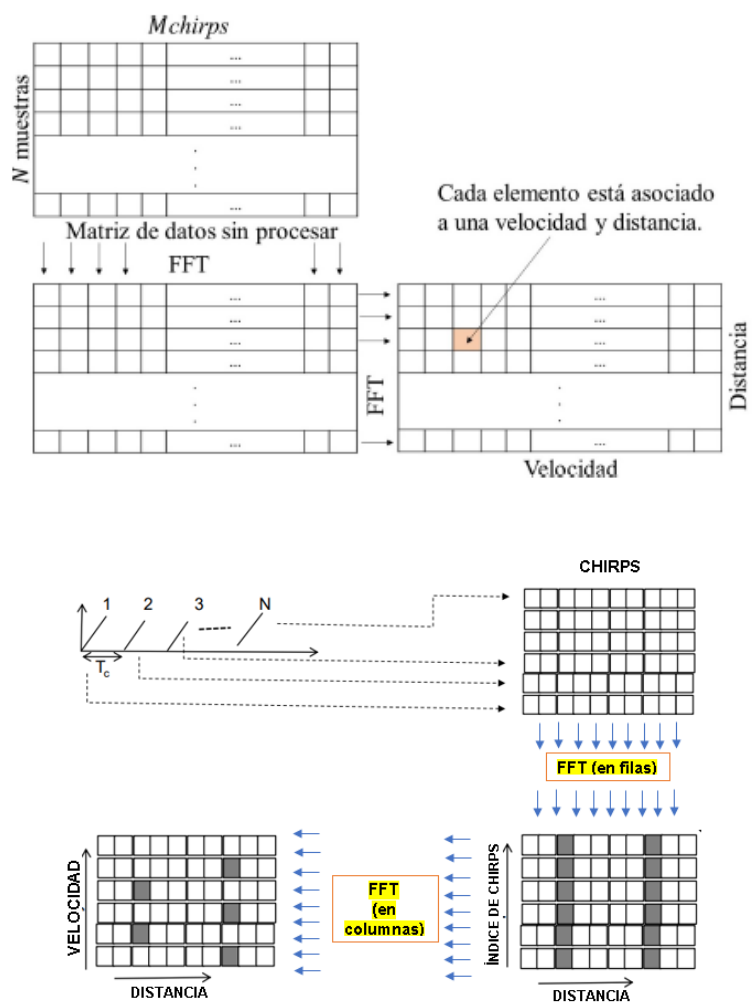 M chirps
N muestras
...
...
...
...
...
Matriz de datos sin procesar
FFT
Cada elemento está asociado
a una velocidad y distancia.
...
...
...
...
...
FFT
...
...
...
...
...
Distancia
Velocidad
CHIRPS
1 2 3 N
Tc
FFT (en filas)
VELOCIDAD
DISTANCIA
FFT
(en
columnas)
ÍNDICE DE CHIRPS
DISTANCIA